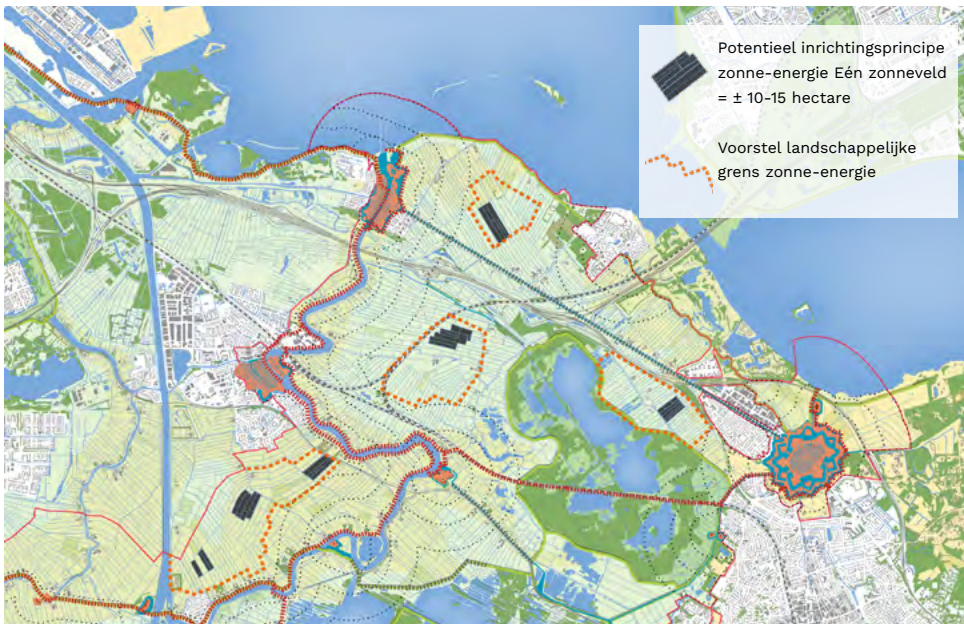 Potentieel inrichtingsprincipe
zonne-energie Eén zonneveld
= ± 10-15 hectare
Voorstel landschappelijke
grens zonne-energie